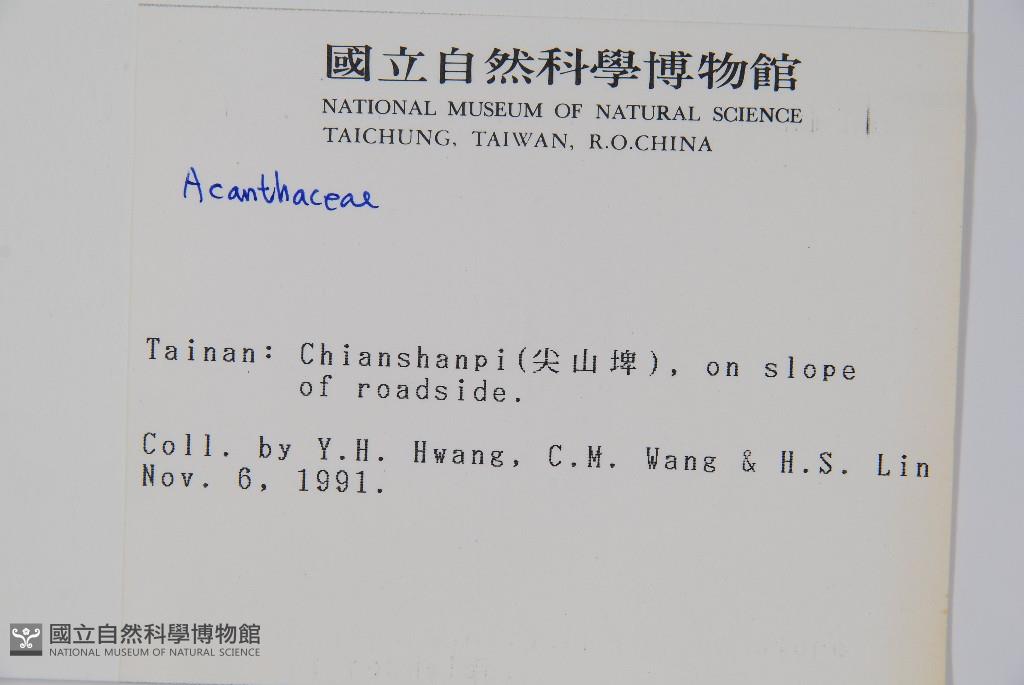 國立自然科學博物館
NATIONAL MUSEUM OF NATURAL SCIENCE
TAICHUNG, TAIWAN, R.O.CHINA
Acanthaceae
Tainan: Chianshanpi(尖山埤), on slope
of roadside.
Coll. by Y.H. Hwang, C.M. Wang & H.S. Lin
Nov. 6, 1991.
國立自然科學博物館
NATIONAL MUSEUM OF NATURAL SCIENCE